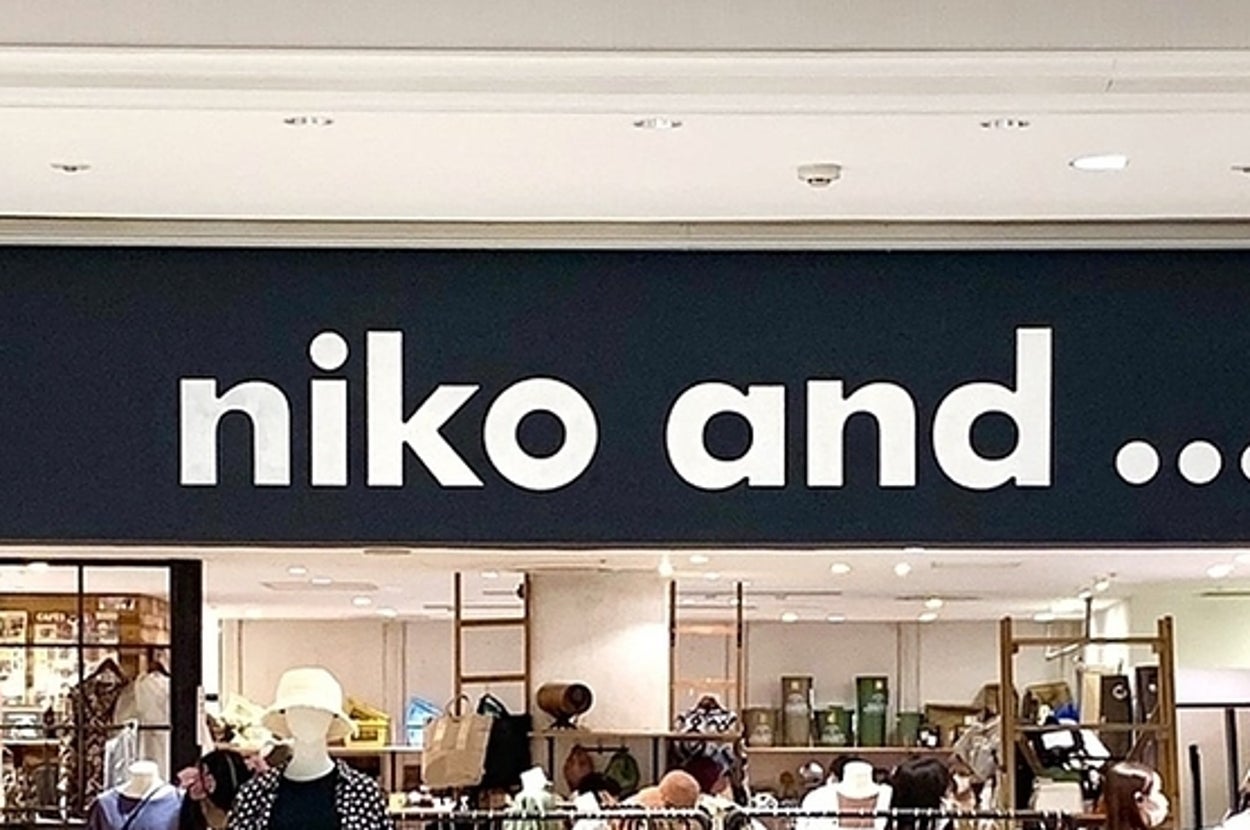 niko and ...